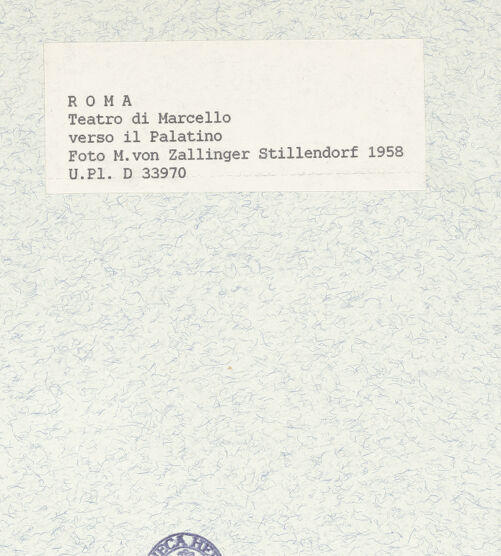 R O M A
Teatro di Marcello
verso il Palatino
Foto M.von Zallinger Stillendorf 1958
U.Pl. D 33970